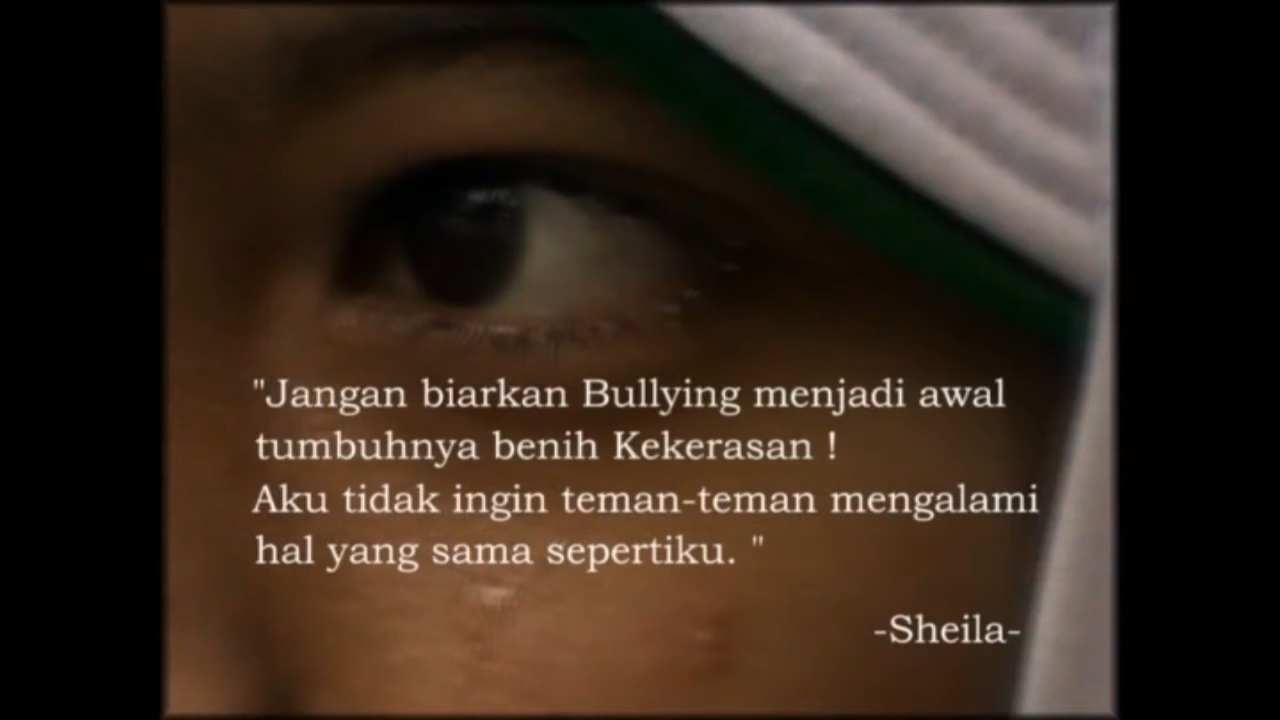 "Jangan biarkan Bullying menjadi awal
tumbuhnya benih Kekerasan !
Aku tidak ingin teman-teman mengalami
hal yang sama sepertiku. "
-Sheila-